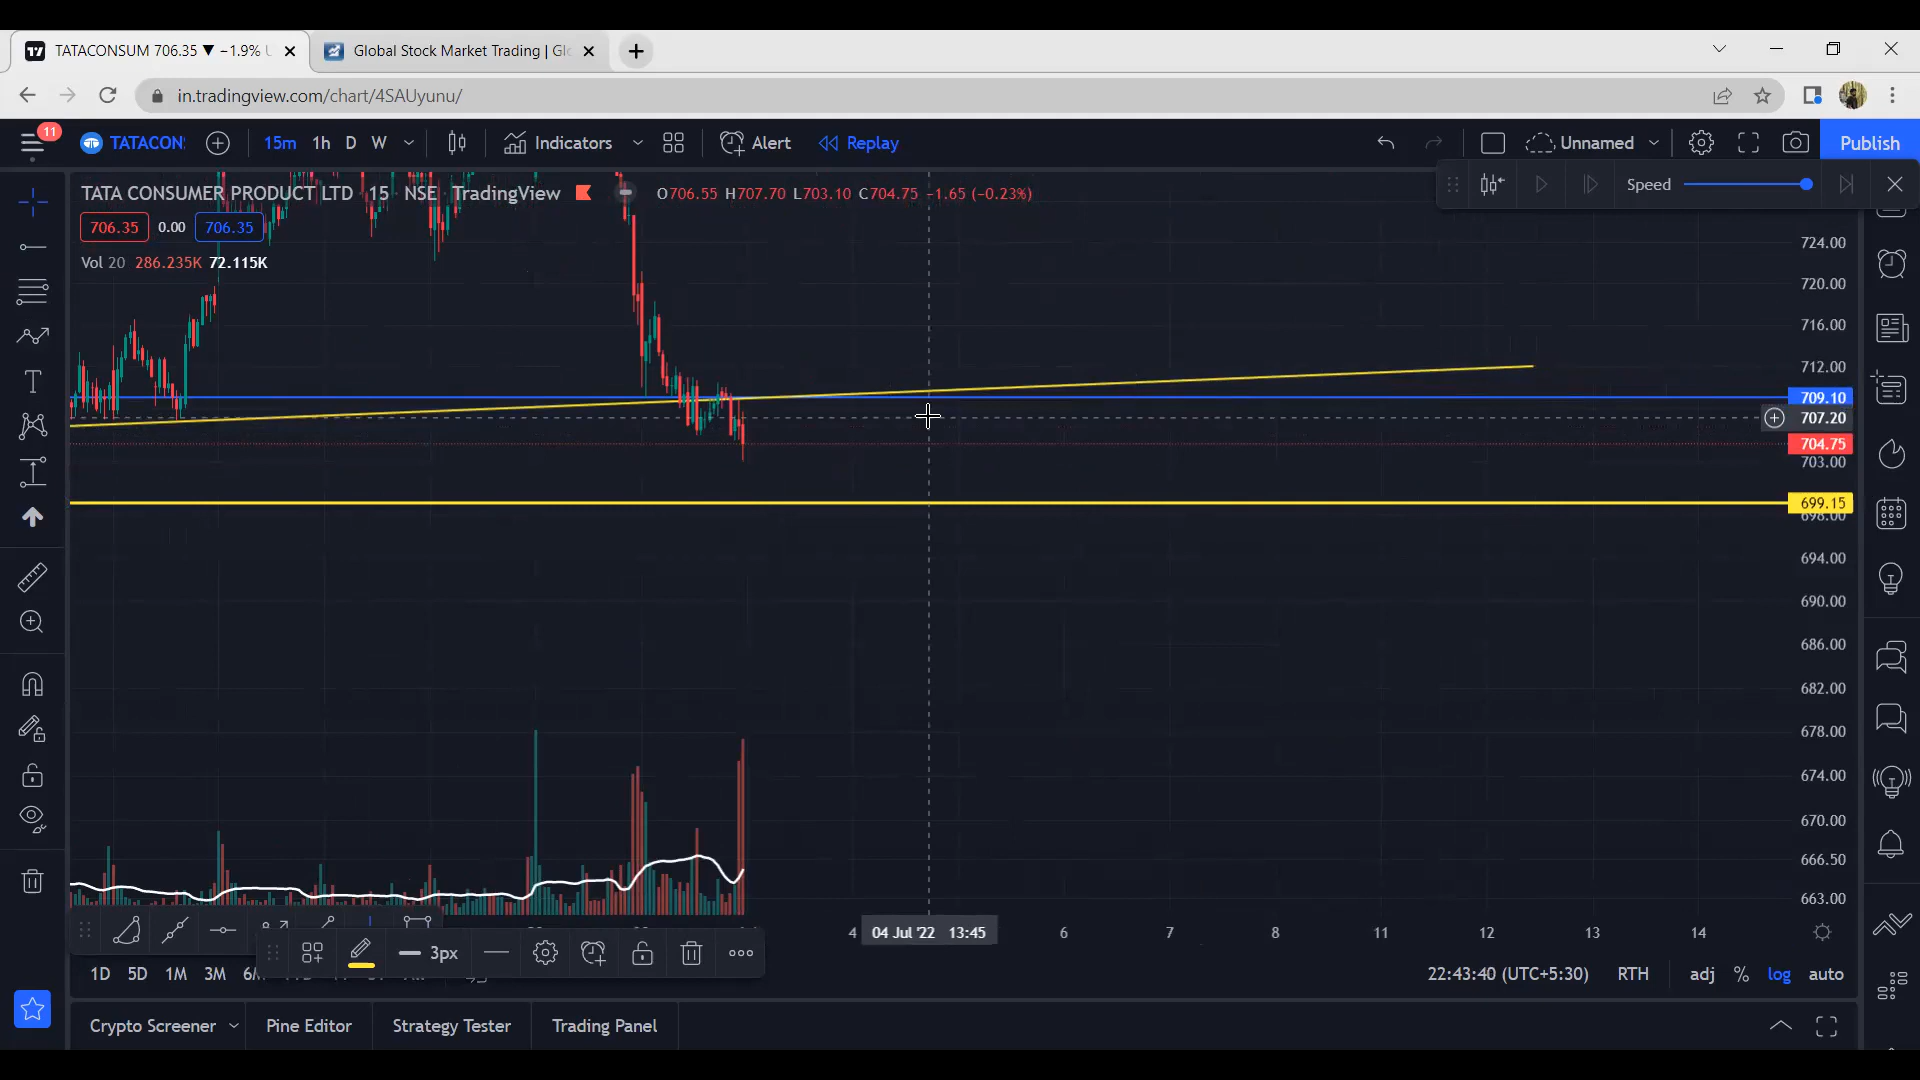 TATACONSUM 706.35 ▼ −1.9%
Global Stock Market Trading | Glo
in.tradingview.com/chart/4SAUyunu/
11
TATACONS 15m 1h D W Indicators Alert Replay Unnamed Publish
TATA CONSUMER PRODUCT LTD · 15 · NSE · TradingView O706.55 H707.70 L703.10 C704.75 −1.65 (−0.23%)
Speed
706.35 0.00 706.35
Vol 20 286.235K 72.115K
724.00
720.00
716.00
712.00
709.10
707.20
704.75
703.00
699.15
698.00
694.00
690.00
686.00
682.00
678.00
674.00
670.00
666.50
663.00
4 04 Jul '22 13:45 6 7 8 11 12 13 14
3px
1D 5D 1M 3M 22:43:40 (UTC+5:30) RTH adj % log auto
Crypto Screener Pine Editor Strategy Tester Trading Panel